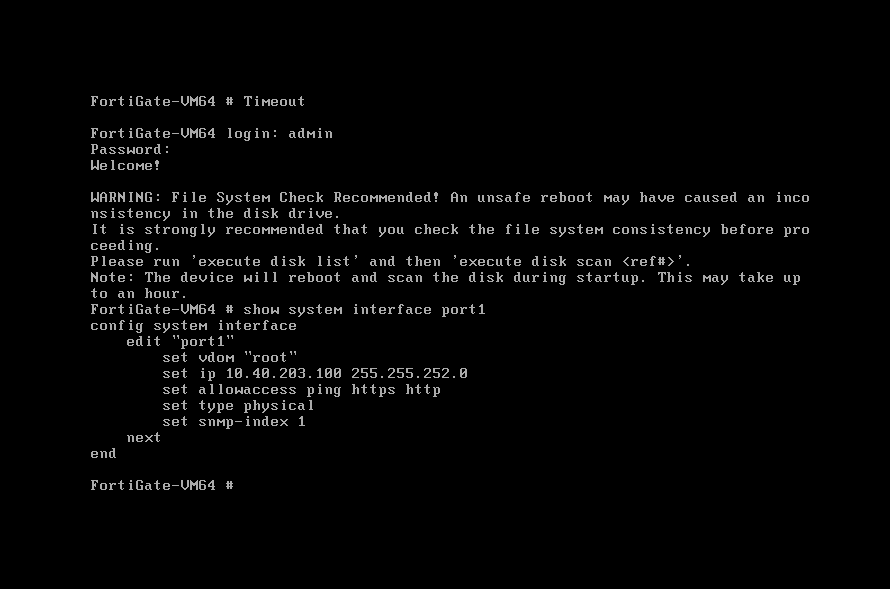 FortiGate-VM64 # Timeout
FortiGate-VM64 login: admin
Password:
Welcome!
WARNING: File System Check Recommended! An unsafe reboot may have caused an inco
nsistency in the disk drive.
It is strongly recommended that you check the file system consistency before pro
ceeding.
Please run 'execute disk list' and then 'execute disk scan <ref#>'.
Note: The device will reboot and scan the disk during startup. This may take up
to an hour.
FortiGate-VM64 # show system interface port1
config system interface
    edit "port1"
        set vdom "root"
        set ip 10.40.203.100 255.255.252.0
        set allowaccess ping https http
        set type physical
        set snmp-index 1
    next
end
FortiGate-VM64 #